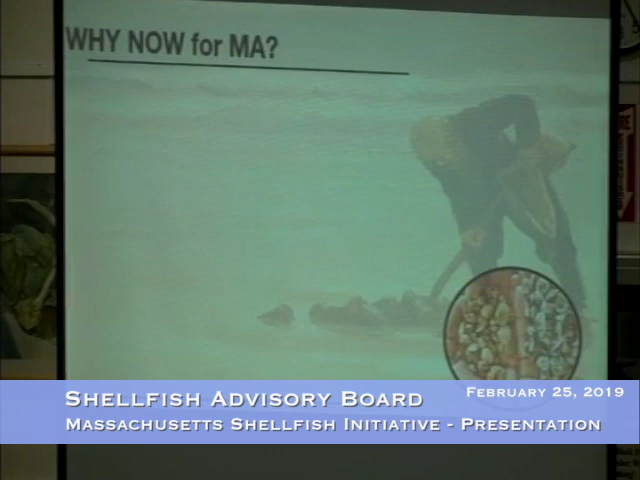 WHY NOW for MA?
SHELLFISH ADVISORY BOARD
FEBRUARY 25, 2019
MASSACHUSETTS SHELLFISH INITIATIVE - PRESENTATION